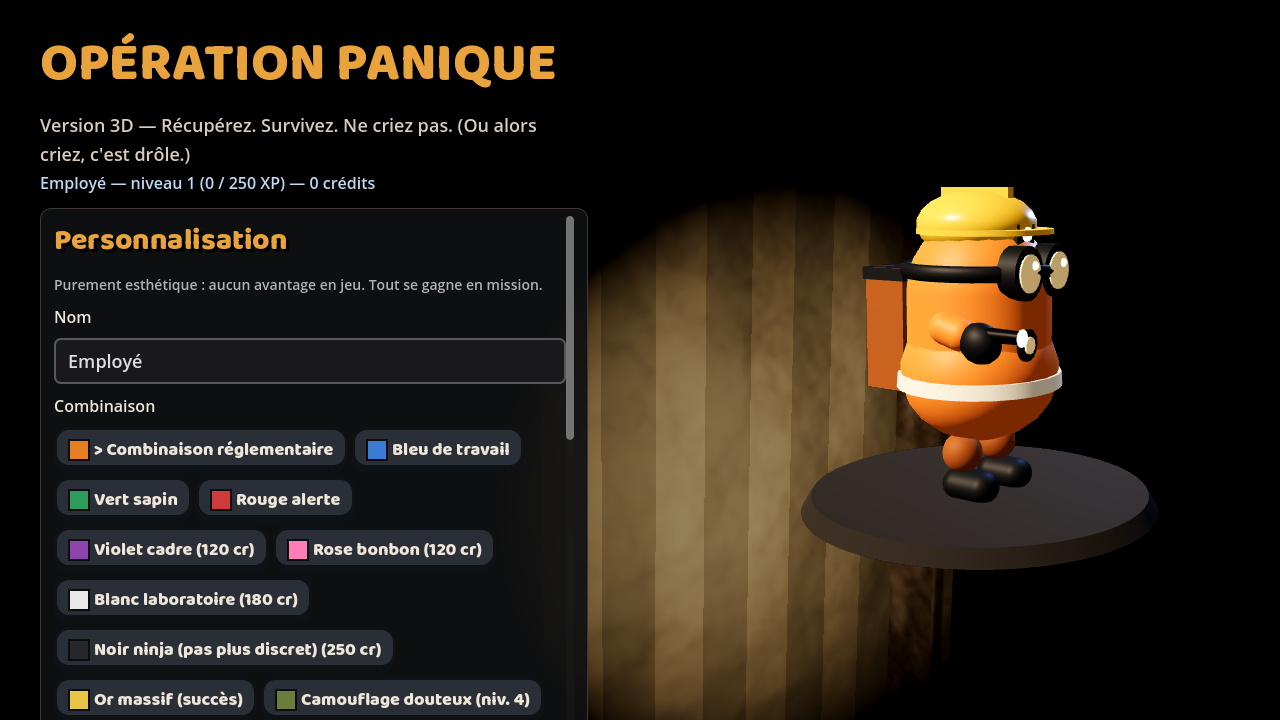 OPÉRATION PANIQUE
Version 3D — Récupérez. Survivez. Ne criez pas. (Ou alors
criez, c'est drôle.)
Employé — niveau 1 (0 / 250 XP) — 0 crédits
Personnalisation
Purement esthétique : aucun avantage en jeu. Tout se gagne en mission.
Nom
Employé
Combinaison
> Combinaison réglementaire
Bleu de travail
Vert sapin
Rouge alerte
Violet cadre (120 cr)
Rose bonbon (120 cr)
Blanc laboratoire (180 cr)
Noir ninja (pas plus discret) (250 cr)
Or massif (succès)
Camouflage douteux (niv. 4)